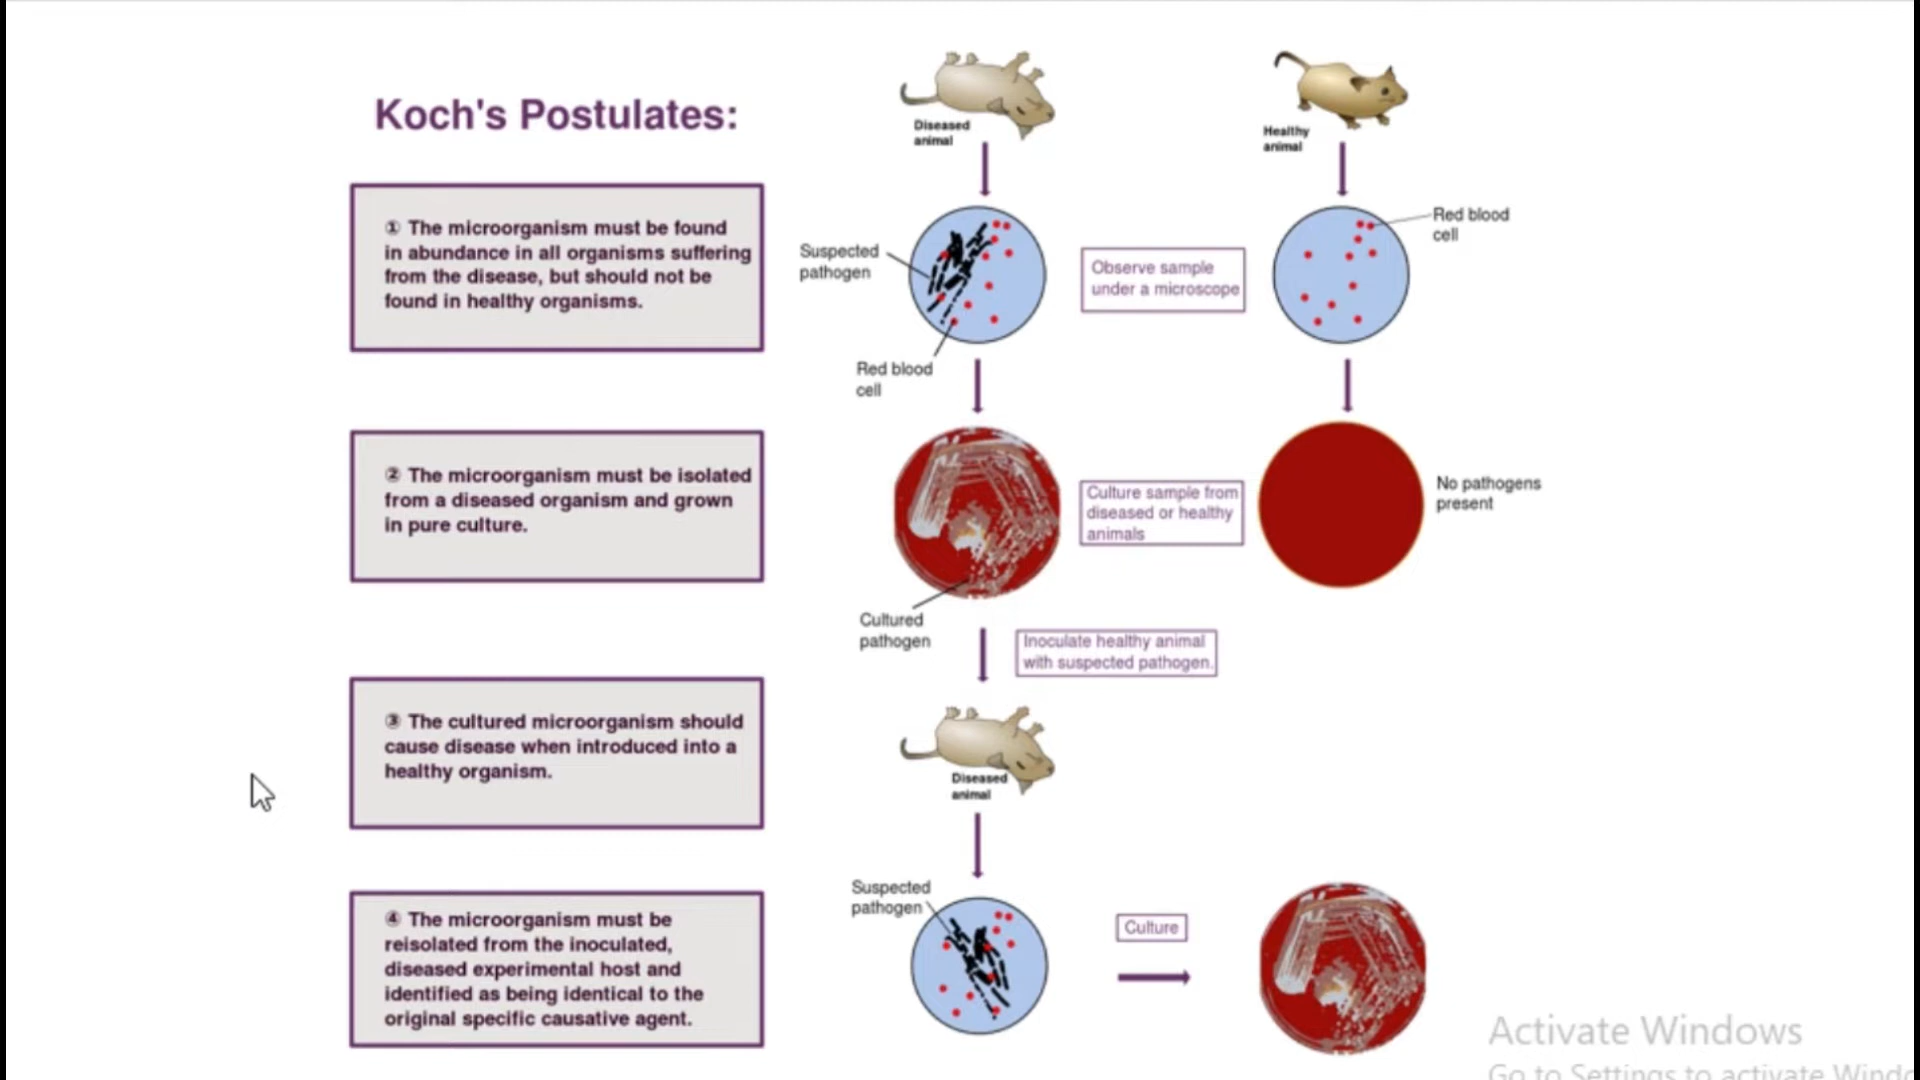 Koch's Postulates:
① The microorganism must be found
in abundance in all organisms suffering
from the disease, but should not be
found in healthy organisms.
② The microorganism must be isolated
from a diseased organism and grown
in pure culture.
③ The cultured microorganism should
cause disease when introduced into a
healthy organism.
④ The microorganism must be
reisolated from the inoculated,
diseased experimental host and
identified as being identical to the
original specific causative agent.
Diseased
animal
Healthy
animal
Suspected
pathogen
Red blood
cell
Observe sample
under a microscope
Red blood
cell
Culture sample from
diseased or healthy
animals
No pathogens
present
Cultured
pathogen
Inoculate healthy animal
with suspected pathogen.
Diseased
animal
Suspected
pathogen
Culture
Activate Windows
Go to Settings to activate